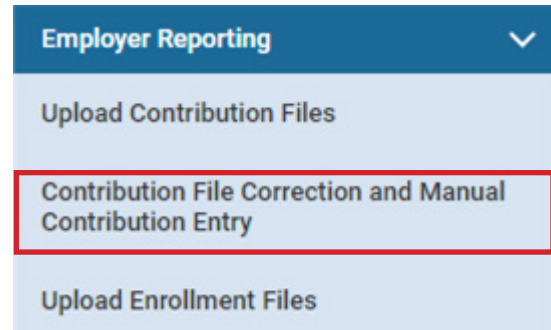 Employer Reporting
Upload Contribution Files
Contribution File Correction and Manual
Contribution Entry
Upload Enrollment Files